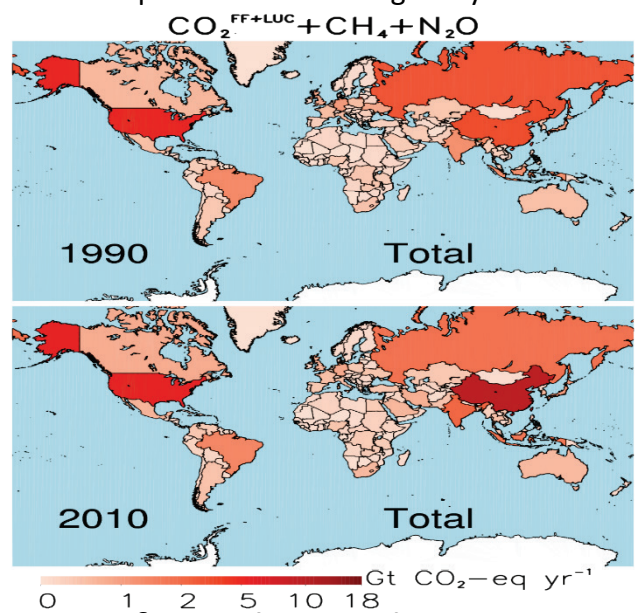 CO₂ᶠᶠ⁺ᴸᵁᶜ+CH₄+N₂O
1990 Total
2010 Total
Gt CO₂–eq yr⁻¹
0 1 2 5 10 18